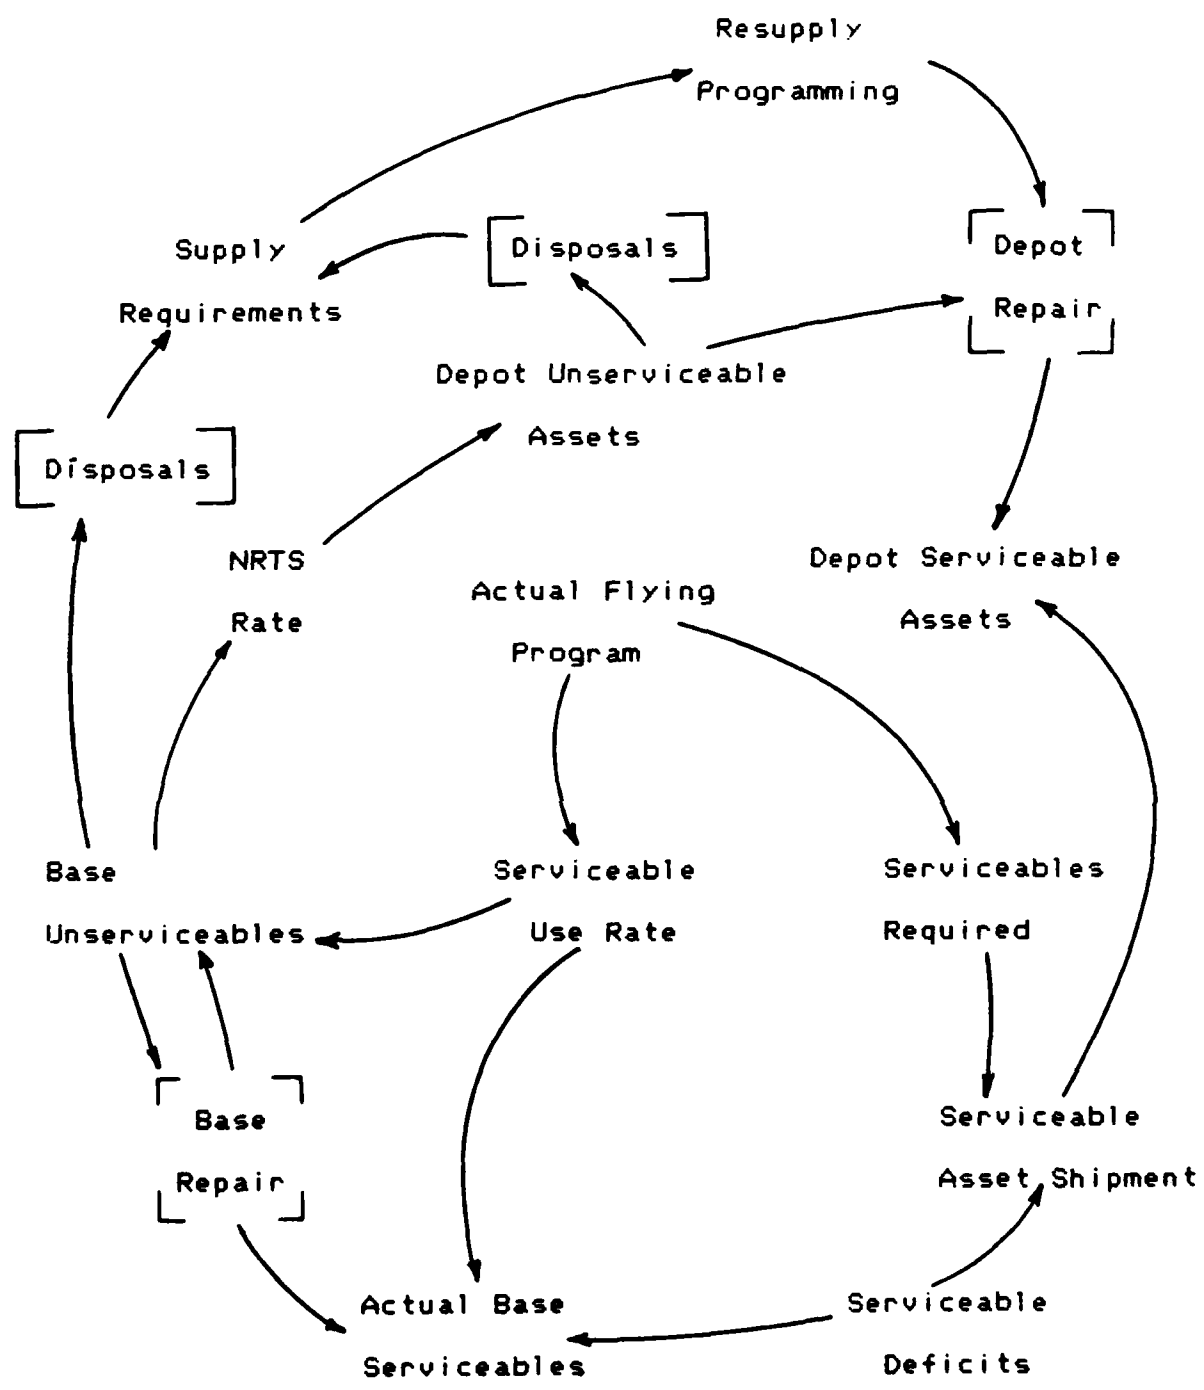 Resupply
Programming
Supply
Requirements
Disposals
Depot
Repair
Depot Unserviceable
Assets
Disposals
NRTS
Rate
Actual Flying
Program
Depot Serviceable
Assets
Base
Unserviceables
Serviceable
Use Rate
Serviceables
Required
Base
Repair
Serviceable
Asset Shipment
Actual Base
Serviceables
Serviceable
Deficits